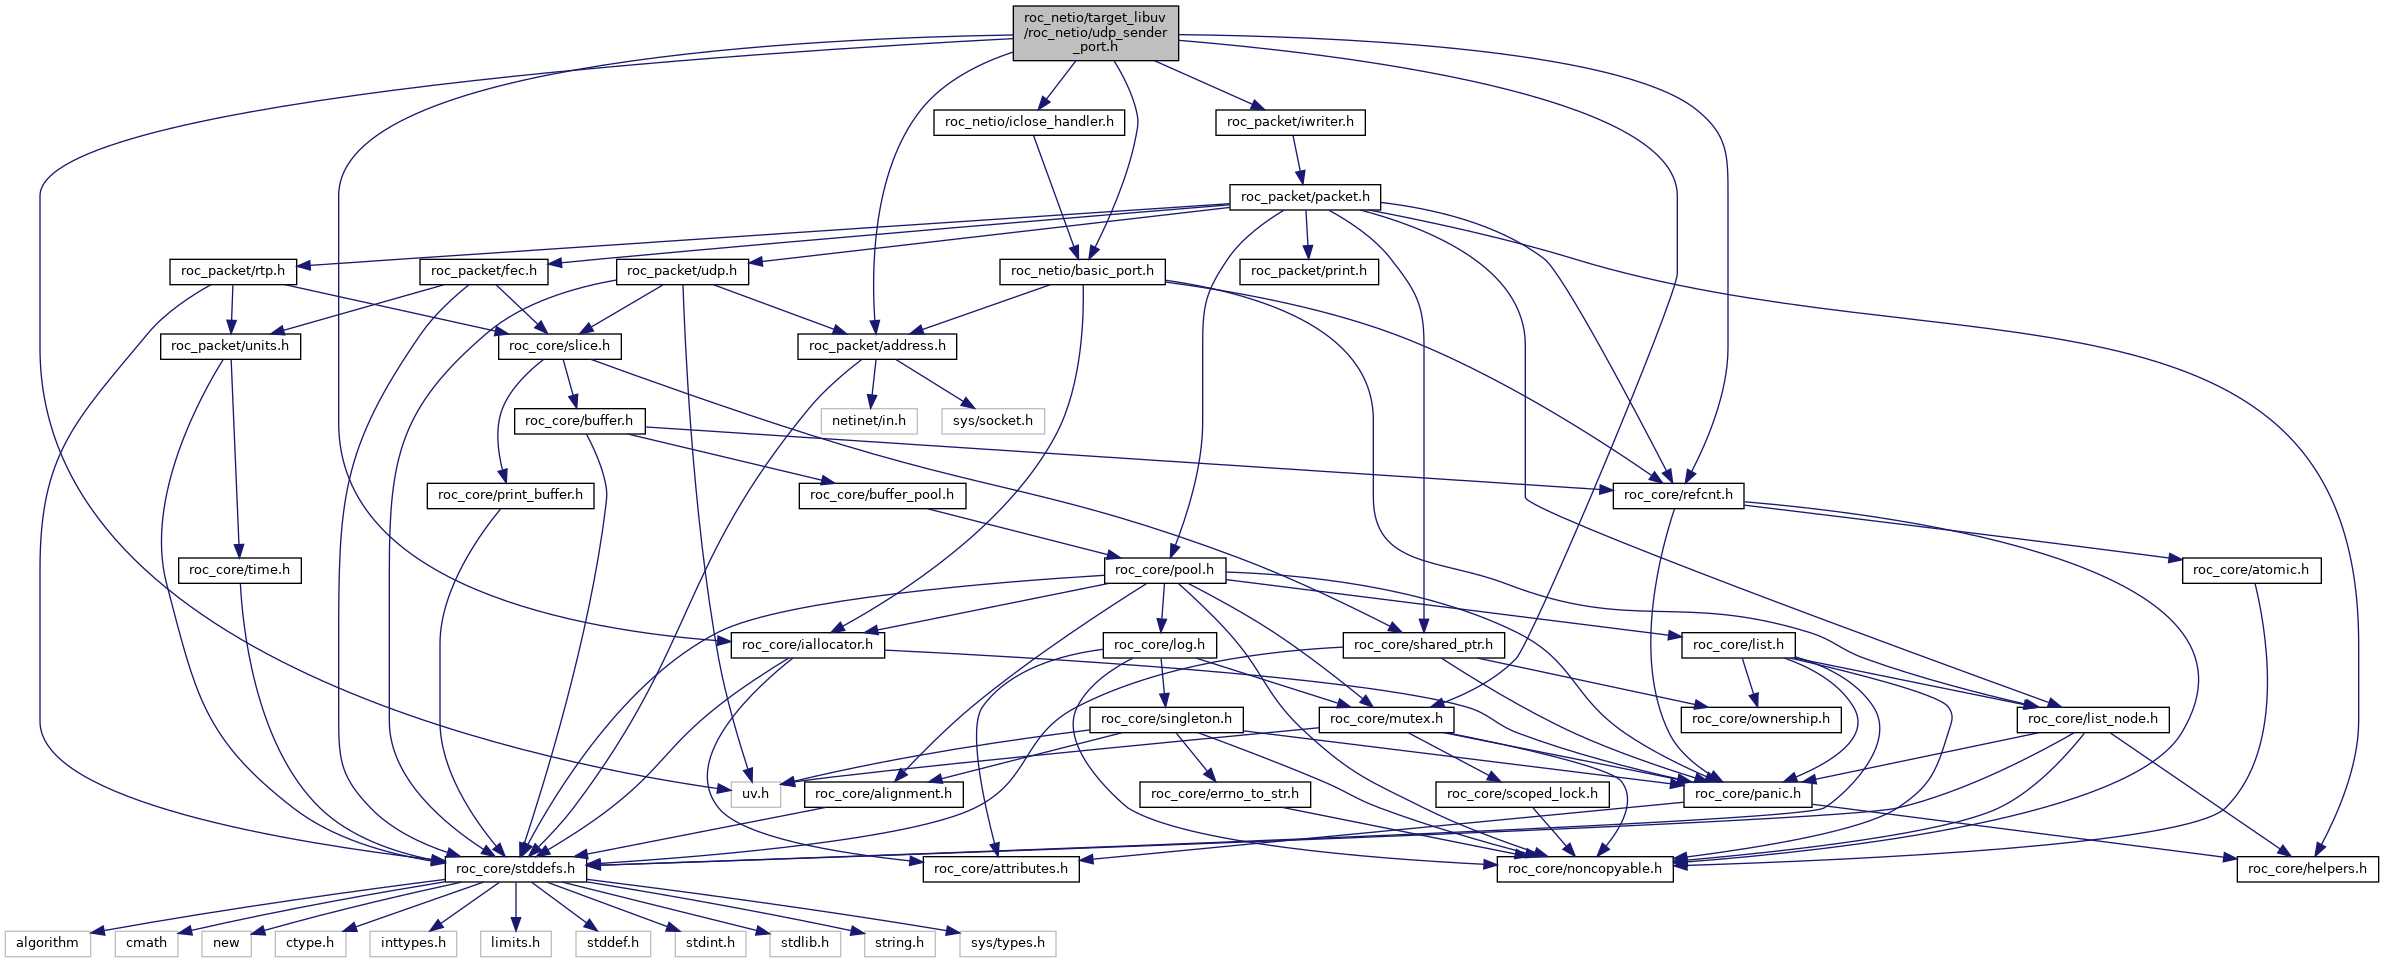 roc_netio/target_libuv
/roc_netio/udp_sender
_port.h
roc_netio/iclose_handler.h
roc_packet/iwriter.h
roc_packet/packet.h
roc_packet/rtp.h
roc_packet/fec.h
roc_packet/udp.h
roc_netio/basic_port.h
roc_packet/print.h
roc_packet/units.h
roc_core/slice.h
roc_packet/address.h
roc_core/buffer.h
netinet/in.h
sys/socket.h
roc_core/print_buffer.h
roc_core/buffer_pool.h
roc_core/refcnt.h
roc_core/time.h
roc_core/pool.h
roc_core/atomic.h
roc_core/iallocator.h
roc_core/log.h
roc_core/shared_ptr.h
roc_core/list.h
roc_core/singleton.h
roc_core/mutex.h
roc_core/ownership.h
roc_core/list_node.h
uv.h
roc_core/alignment.h
roc_core/errno_to_str.h
roc_core/scoped_lock.h
roc_core/panic.h
roc_core/stddefs.h
roc_core/attributes.h
roc_core/noncopyable.h
roc_core/helpers.h
algorithm
cmath
new
ctype.h
inttypes.h
limits.h
stddef.h
stdint.h
stdlib.h
string.h
sys/types.h